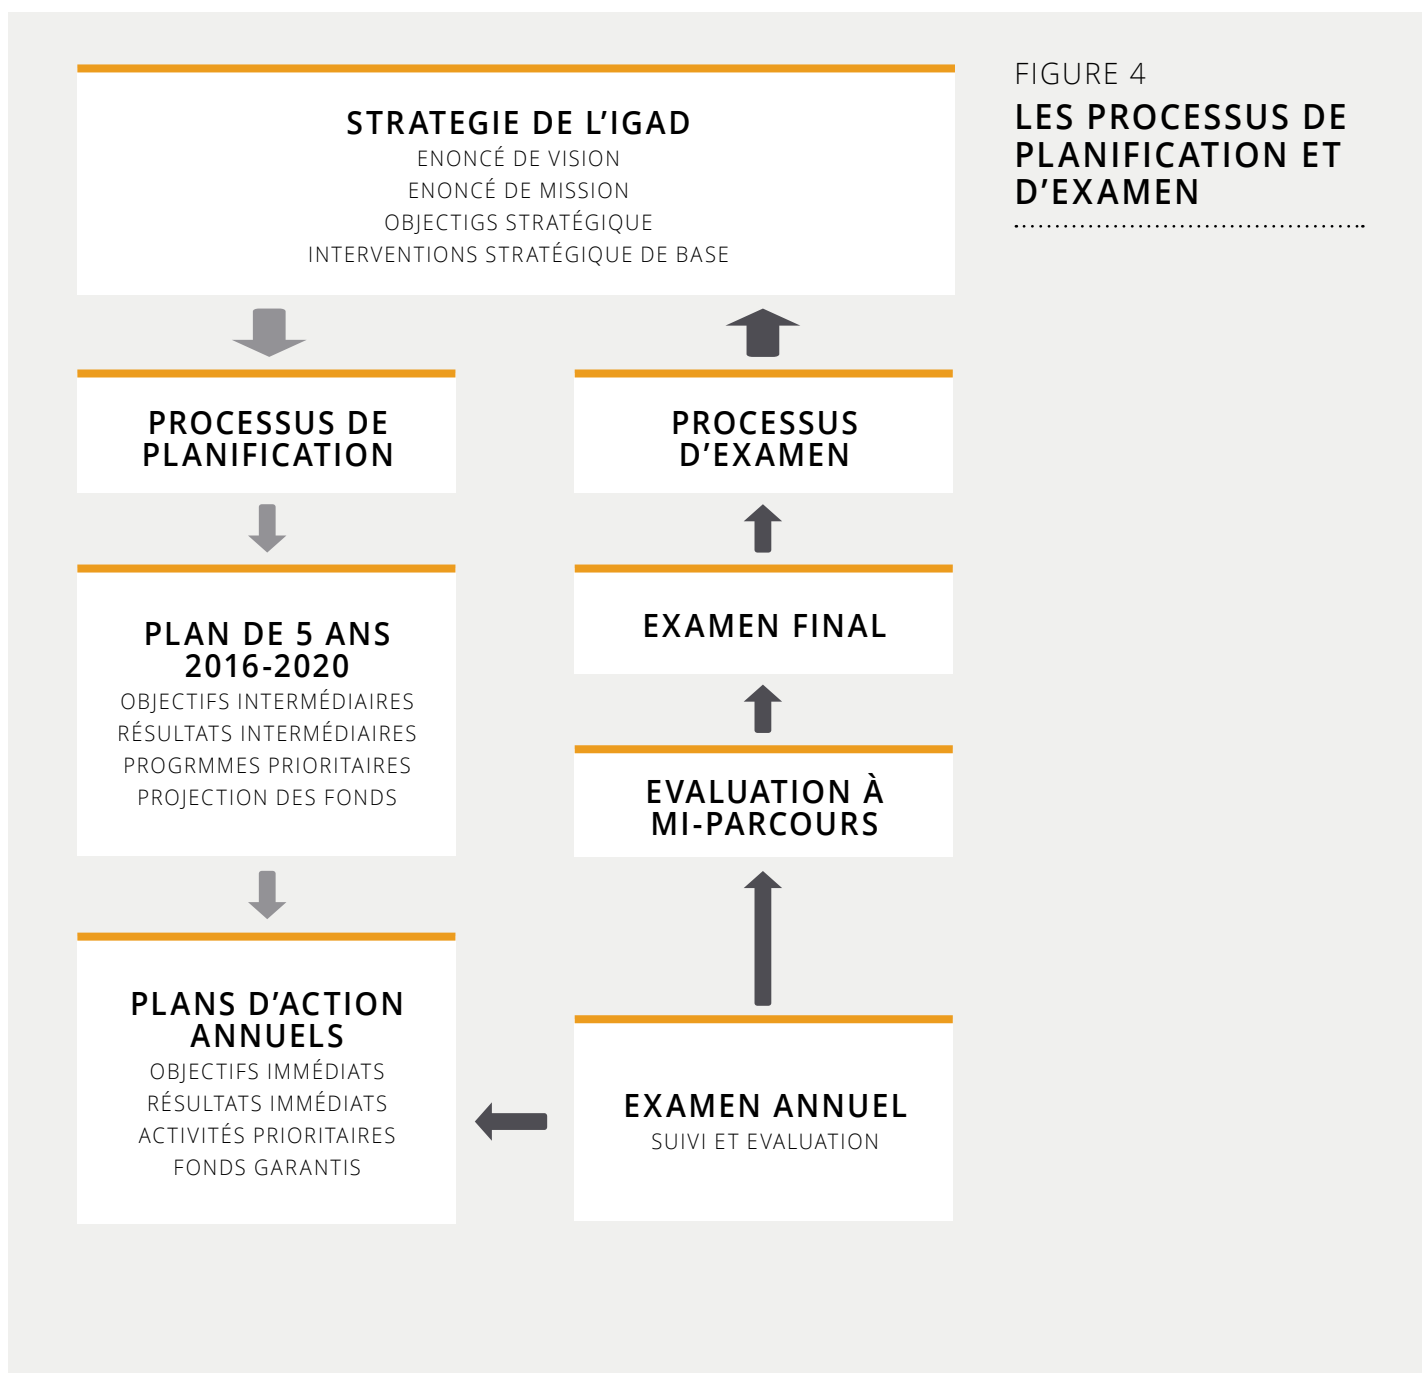 FIGURE 4
LES PROCESSUS DE
PLANIFICATION ET
D’EXAMEN
STRATEGIE DE L’IGAD
ENONCÉ DE VISION
ENONCÉ DE MISSION
OBJECTIGS STRATÉGIQUE
INTERVENTIONS STRATÉGIQUE DE BASE
PROCESSUS DE
PLANIFICATION
PLAN DE 5 ANS
2016-2020
OBJECTIFS INTERMÉDIAIRES
RÉSULTATS INTERMÉDIAIRES
PROGRMMES PRIORITAIRES
PROJECTION DES FONDS
PLANS D’ACTION
ANNUELS
OBJECTIFS IMMÉDIATS
RÉSULTATS IMMÉDIATS
ACTIVITÉS PRIORITAIRES
FONDS GARANTIS
PROCESSUS
D’EXAMEN
EXAMEN FINAL
EVALUATION À
MI-PARCOURS
EXAMEN ANNUEL
SUIVI ET EVALUATION